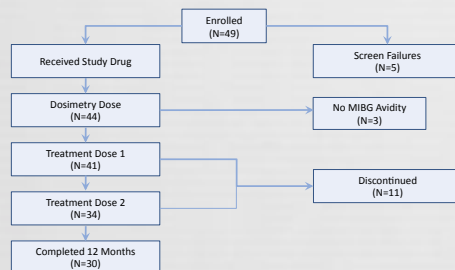 Enrolled
(N=49)
Received Study Drug
Screen Failures
(N=5)
Dosimetry Dose
(N=44)
No MIBG Avidity
(N=3)
Treatment Dose 1
(N=41)
Discontinued
(N=11)
Treatment Dose 2
(N=34)
Completed 12 Months
(N=30)